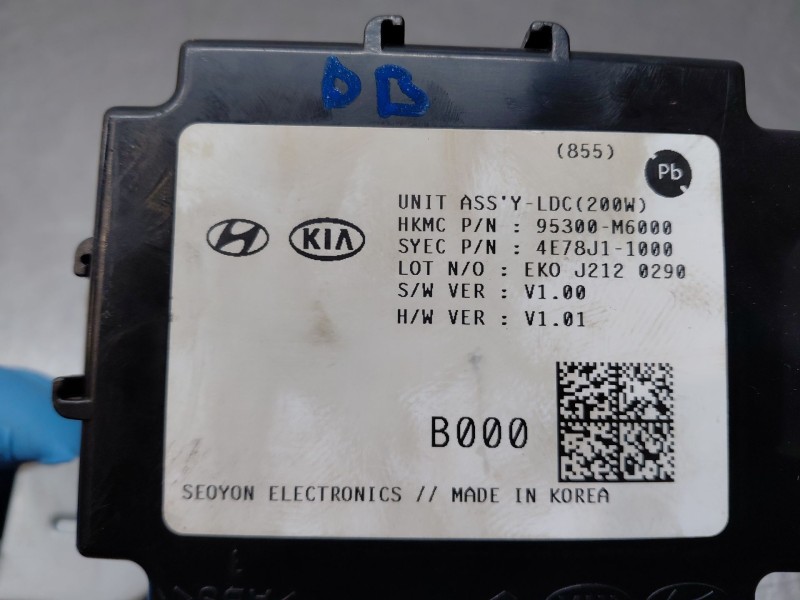 DB
(855)
Pb
UNIT ASS'Y-LDC(200W)
HKMC P/N : 95300-M6000
KIA
SYEC P/N : 4E78J1-1000
LOT N/O : EKO J212 0290
S/W VER : V1.00
H/W VER : V1.01
B000
SEOYON ELECTRONICS // MADE IN KOREA